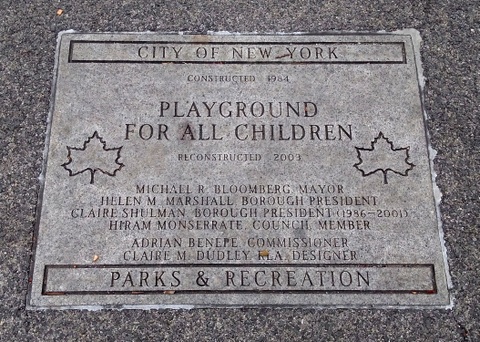 CITY OF NEW YORK
CONSTRUCTED 1984
PLAYGROUND
FOR ALL CHILDREN
RECONSTRUCTED 2003
MICHAEL R. BLOOMBERG, MAYOR
HELEN M. MARSHALL, BOROUGH PRESIDENT
CLAIRE SHULMAN, BOROUGH PRESIDENT (1986-2001)
HIRAM MONSERRATE, COUNCIL MEMBER
ADRIAN BENEPE, COMMISSIONER
CLAIRE M. DUDLEY R.L.A., DESIGNER
PARKS & RECREATION